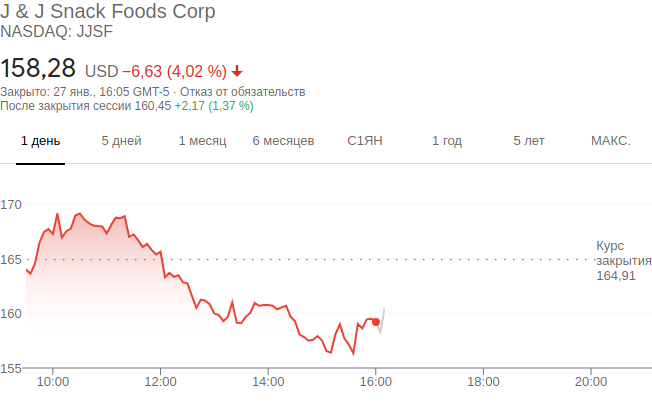 J & J Snack Foods Corp
NASDAQ: JJSF
158,28 USD −6,63 (4,02 %)
Закрыто: 27 янв., 16:05 GMT-5 · Отказ от обязательств
После закрытия сессии 160,45 +2,17 (1,37 %)
1 день 5 дней 1 месяц 6 месяцев С1ЯН 1 год 5 лет МАКС.
170
165
160
155
Курс
закрытия
164,91
10:00 12:00 14:00 16:00 18:00 20:00